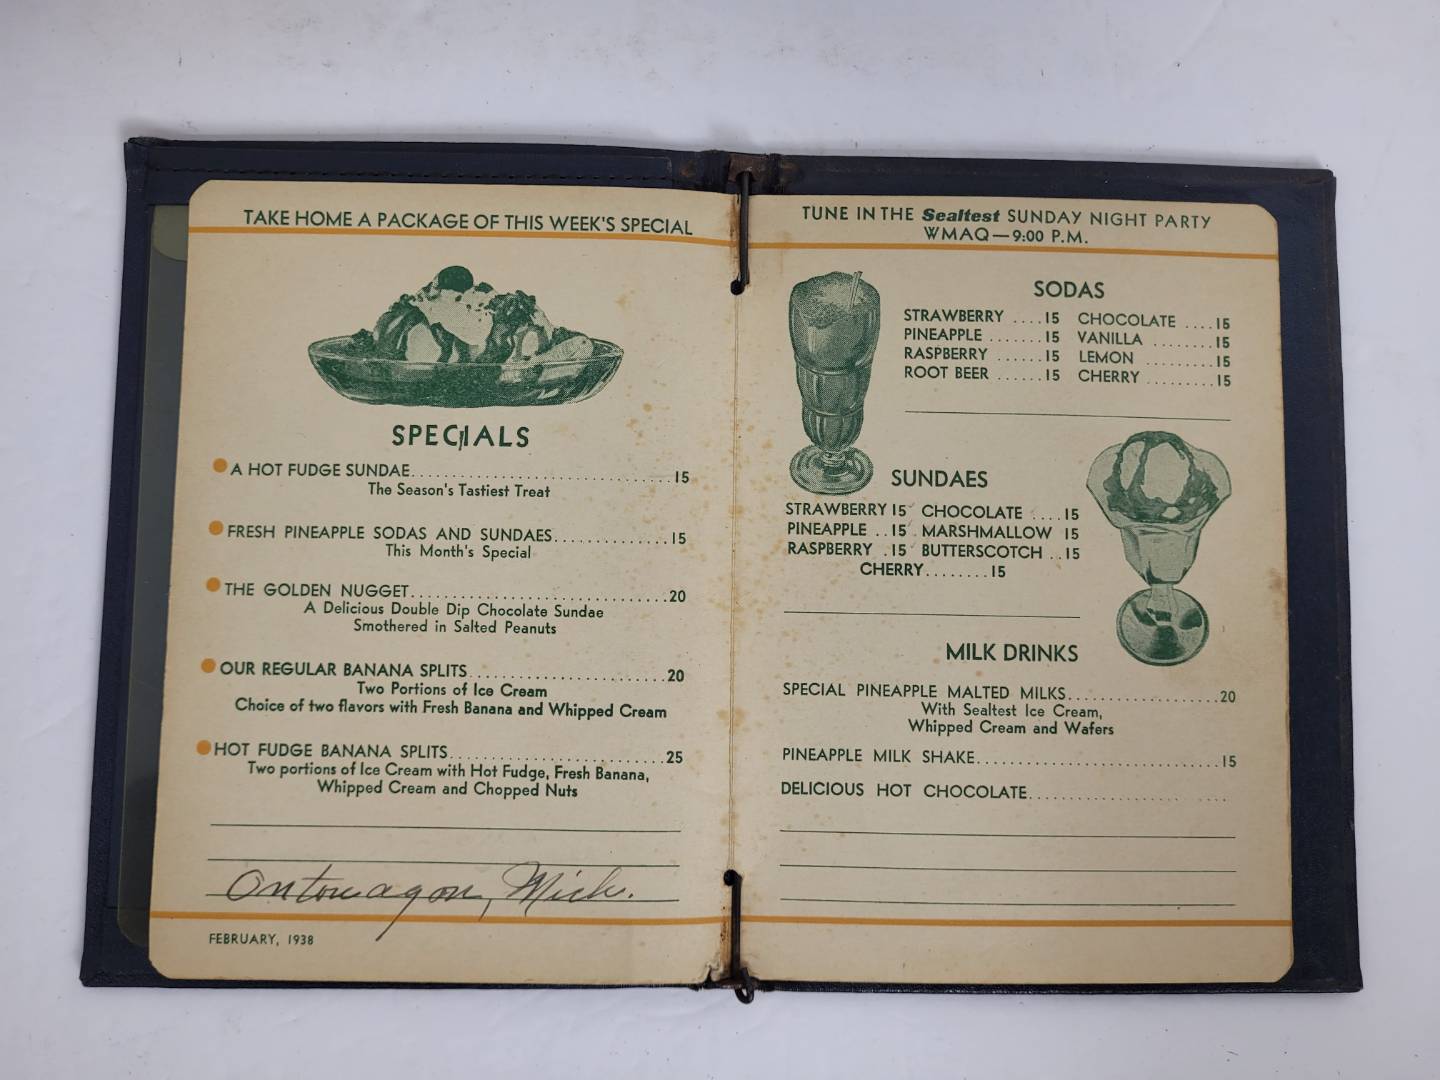 TAKE HOME A PACKAGE OF THIS WEEK'S SPECIAL
SPECIALS
A HOT FUDGE SUNDAE..............................15
The Season's Tastiest Treat
FRESH PINEAPPLE SODAS AND SUNDAES..............15
This Month's Special
THE GOLDEN NUGGET..............................20
A Delicious Double Dip Chocolate Sundae
Smothered in Salted Peanuts
OUR REGULAR BANANA SPLITS.......................20
Two Portions of Ice Cream
Choice of two flavors with Fresh Banana and Whipped Cream
HOT FUDGE BANANA SPLITS.........................25
Two portions of Ice Cream with Hot Fudge, Fresh Banana,
Whipped Cream and Chopped Nuts
Ontonagon, Mich.
FEBRUARY, 1938
TUNE IN THE Sealtest SUNDAY NIGHT PARTY
WMAQ—9:00 P.M.
SODAS
STRAWBERRY ....15 CHOCOLATE ....15
PINEAPPLE .......15 VANILLA ........15
RASPBERRY ......15 LEMON .........15
ROOT BEER ......15 CHERRY .........15
SUNDAES
STRAWBERRY 15 CHOCOLATE ....15
PINEAPPLE ..15 MARSHMALLOW 15
RASPBERRY .15 BUTTERSCOTCH ..15
CHERRY........15
MILK DRINKS
SPECIAL PINEAPPLE MALTED MILKS.................20
With Sealtest Ice Cream,
Whipped Cream and Wafers
PINEAPPLE MILK SHAKE...........................15
DELICIOUS HOT CHOCOLATE......................